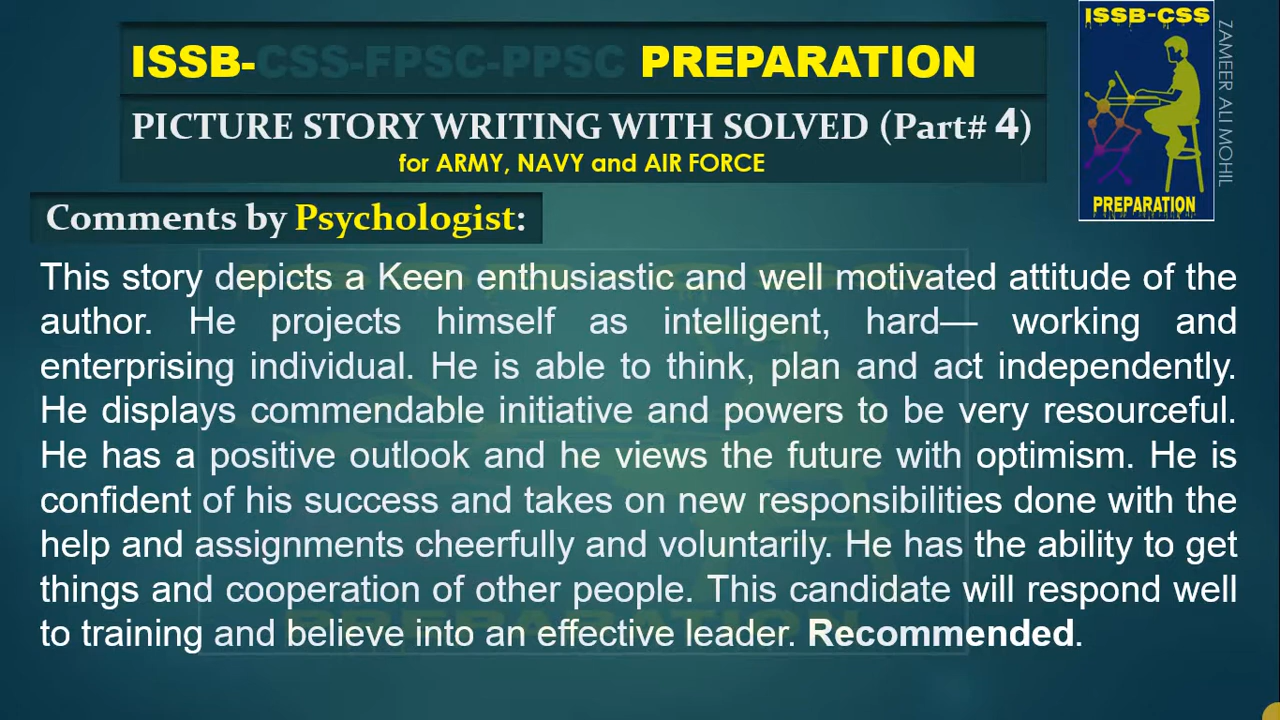 ISSB-CSS-FPSC-PPSC PREPARATION
PICTURE STORY WRITING WITH SOLVED (Part# 4)
for ARMY, NAVY and AIR FORCE
ISSB-CSS
PREPARATION
ZAMEER ALI MOHIL
Comments by Psychologist:
This story depicts a Keen enthusiastic and well motivated attitude of the
author. He projects himself as intelligent, hard— working and
enterprising individual. He is able to think, plan and act independently.
He displays commendable initiative and powers to be very resourceful.
He has a positive outlook and he views the future with optimism. He is
confident of his success and takes on new responsibilities done with the
help and assignments cheerfully and voluntarily. He has the ability to get
things and cooperation of other people. This candidate will respond well
to training and believe into an effective leader. Recommended.
ISSB-CSS
PREPARATION